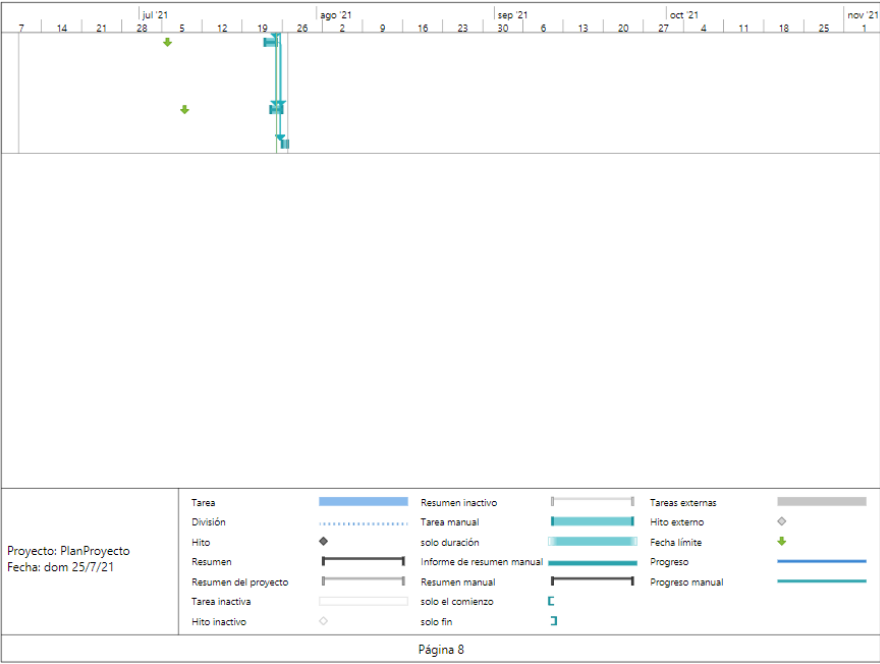 jul '21 ago '21 sep '21 oct '21 nov '21
7 14 21 28 5 12 19 26 2 9 16 23 30 6 13 20 27 4 11 18 25 1
Proyecto: PlanProyecto
Fecha: dom 25/7/21
Tarea
División
Hito
Resumen
Resumen del proyecto
Tarea inactiva
Hito inactivo
Resumen inactivo
Tarea manual
solo duración
Informe de resumen manual
Resumen manual
solo el comienzo
solo fin
Tareas externas
Hito externo
Fecha límite
Progreso
Progreso manual
Página 8